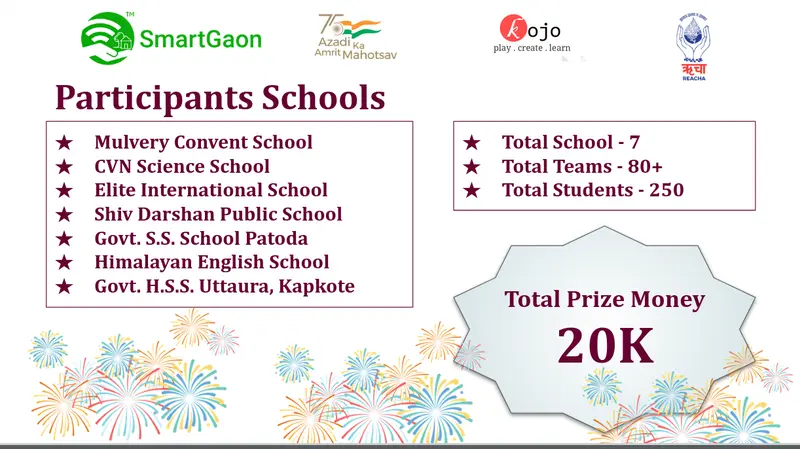 TM
SmartGaon
75
Azadi Ka
Amrit Mahotsav
kojo
play . create . learn
ऋचा
REACHA
Participants Schools
★ Mulvery Convent School
★ CVN Science School
★ Elite International School
★ Shiv Darshan Public School
★ Govt. S.S. School Patoda
★ Himalayan English School
★ Govt. H.S.S. Uttaura, Kapkote
★ Total School - 7
★ Total Teams - 80+
★ Total Students - 250
Total Prize Money
20K